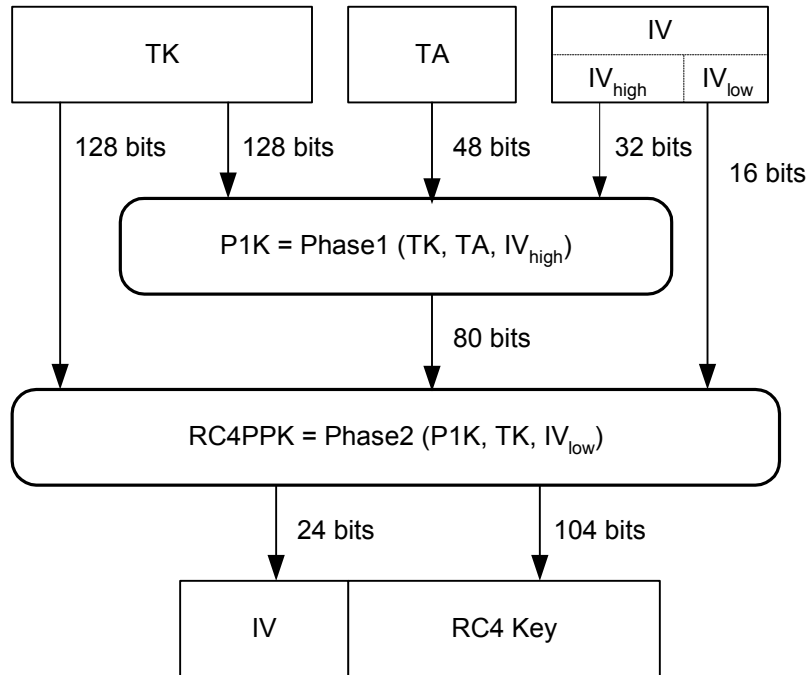 TK
TA
IV
IV_high
IV_low
128 bits
128 bits
48 bits
32 bits
16 bits
P1K = Phase1 (TK, TA, IV_high)
80 bits
RC4PPK = Phase2 (P1K, TK, IV_low)
24 bits
104 bits
IV
RC4 Key